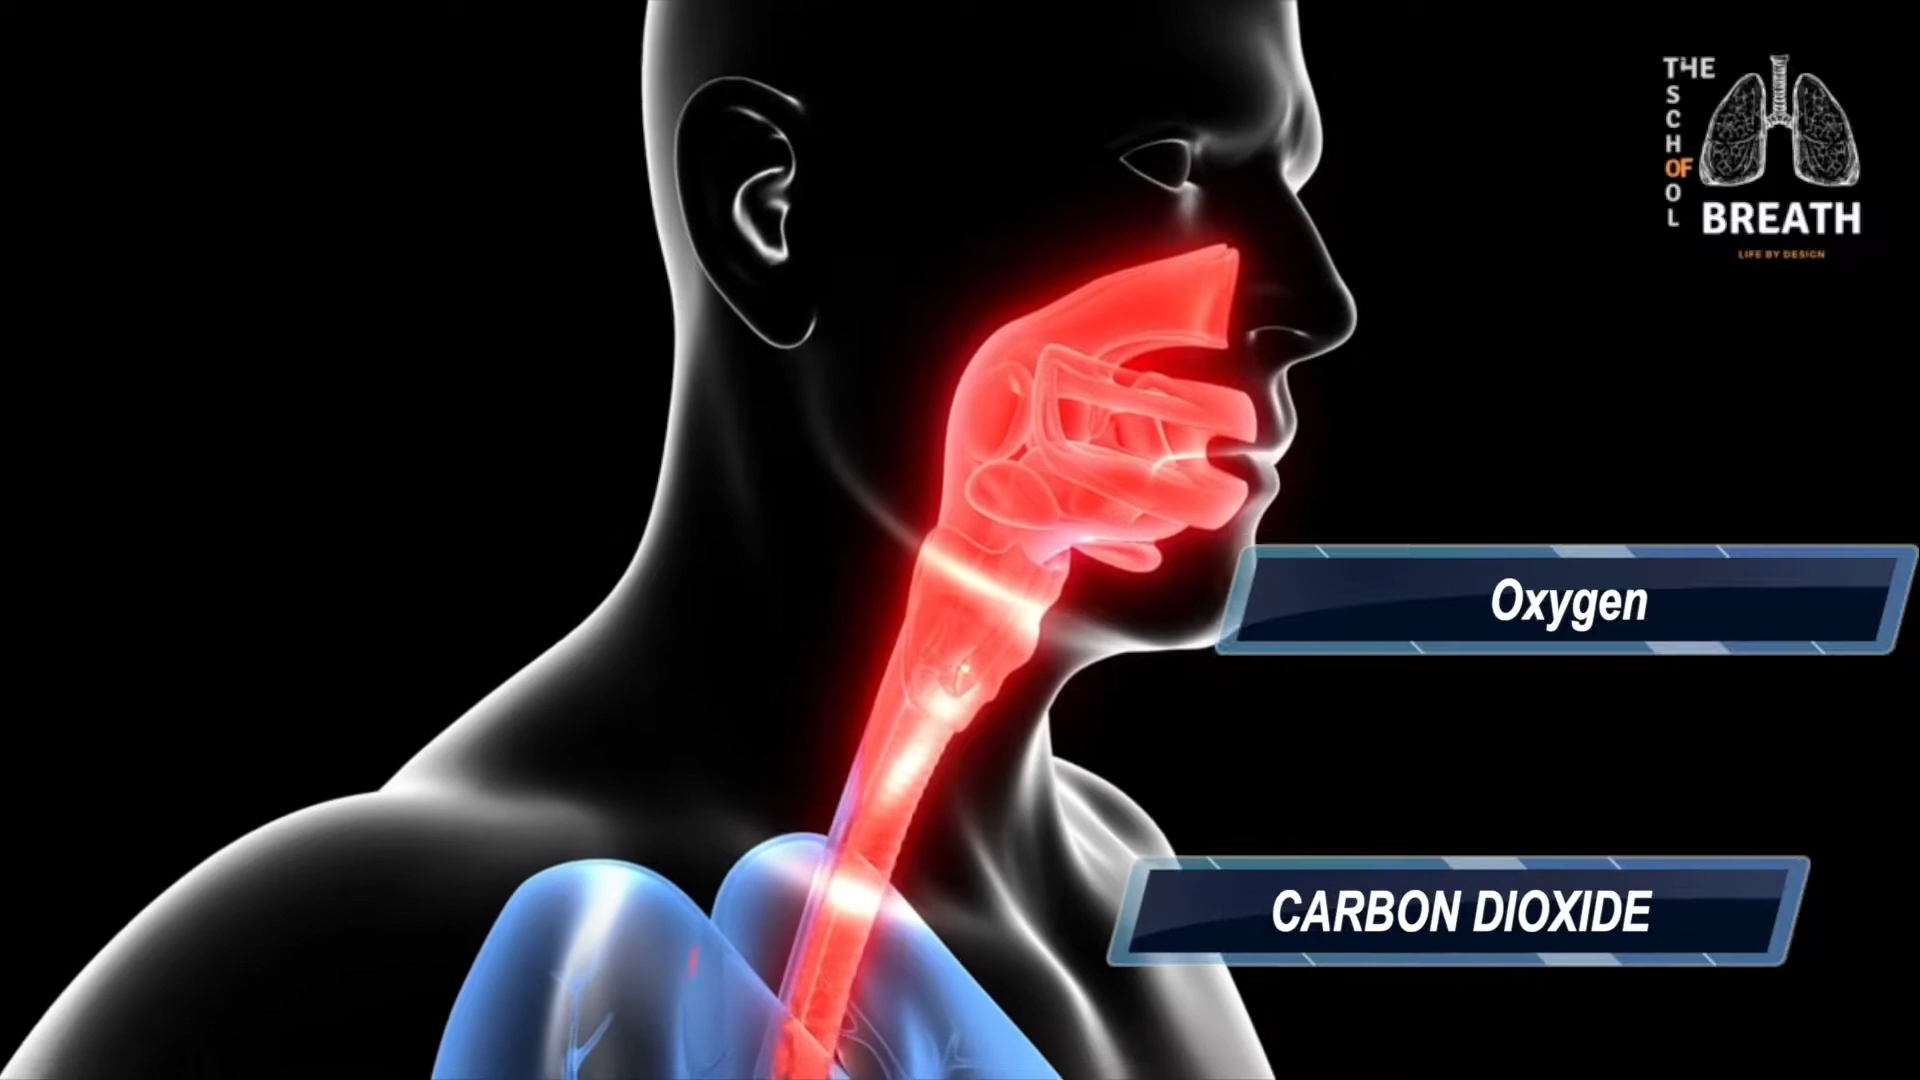 THE
SCHOOL
OF
BREATH
LIFE BY DESIGN
Oxygen
CARBON DIOXIDE